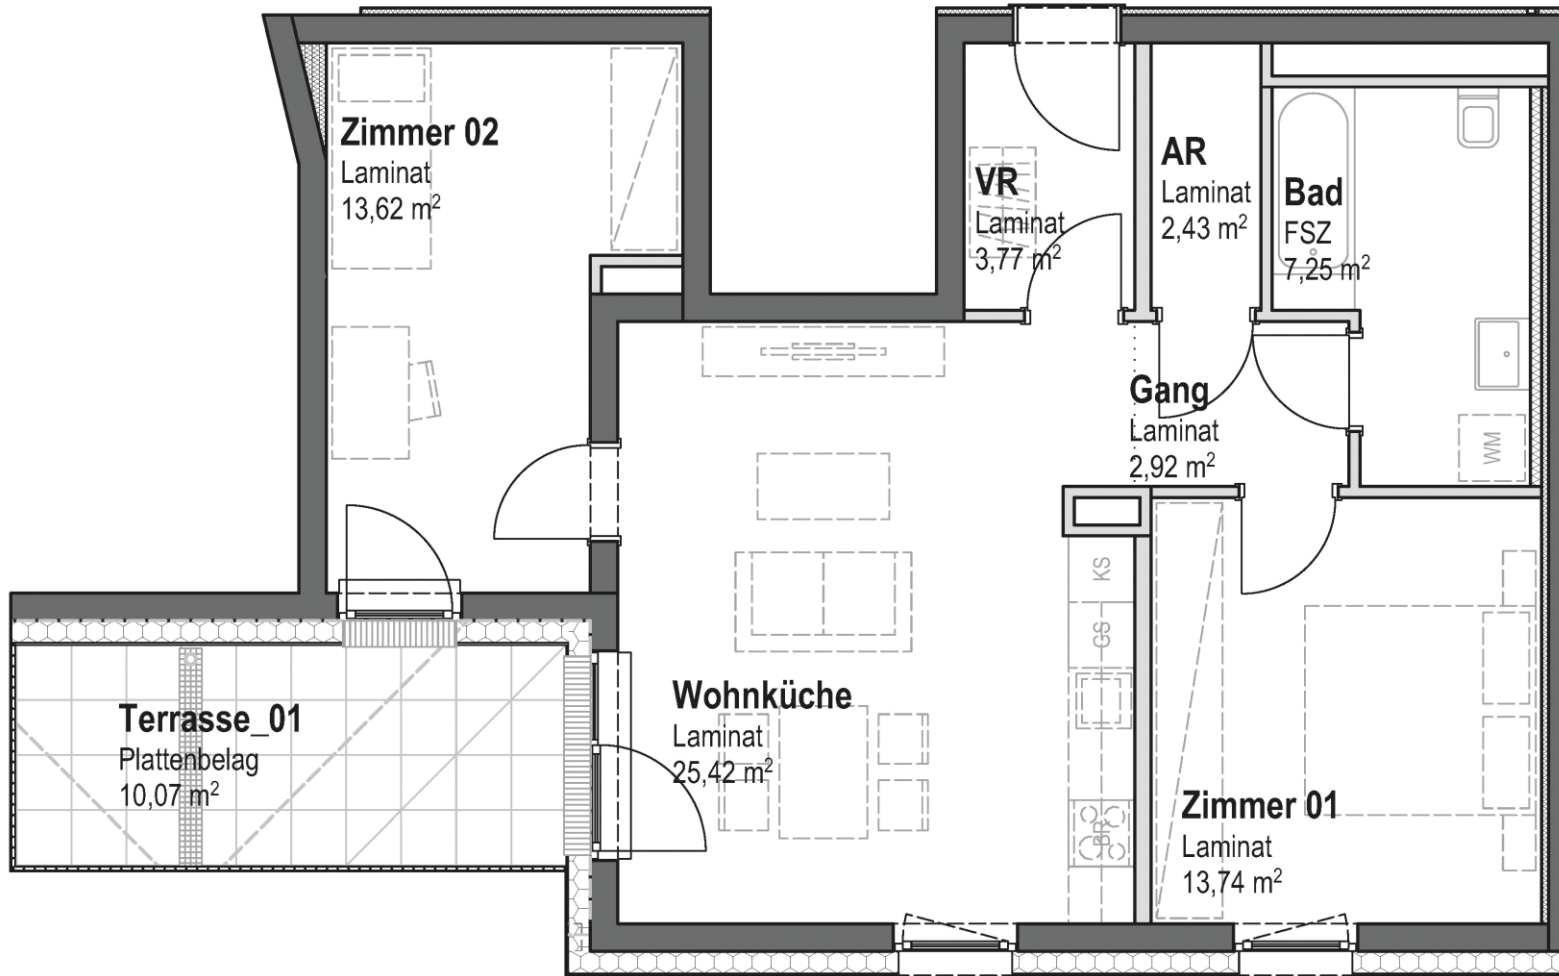 Zimmer 02
Laminat
13,62 m²
VR
Laminat
3,77 m²
AR
Laminat
2,43 m²
Bad
FSZ
7,25 m²
Gang
Laminat
2,92 m²
WM
KS
GS
BR
Wohnküche
Laminat
25,42 m²
Terrasse_01
Plattenbelag
10,07 m²
Zimmer 01
Laminat
13,74 m²